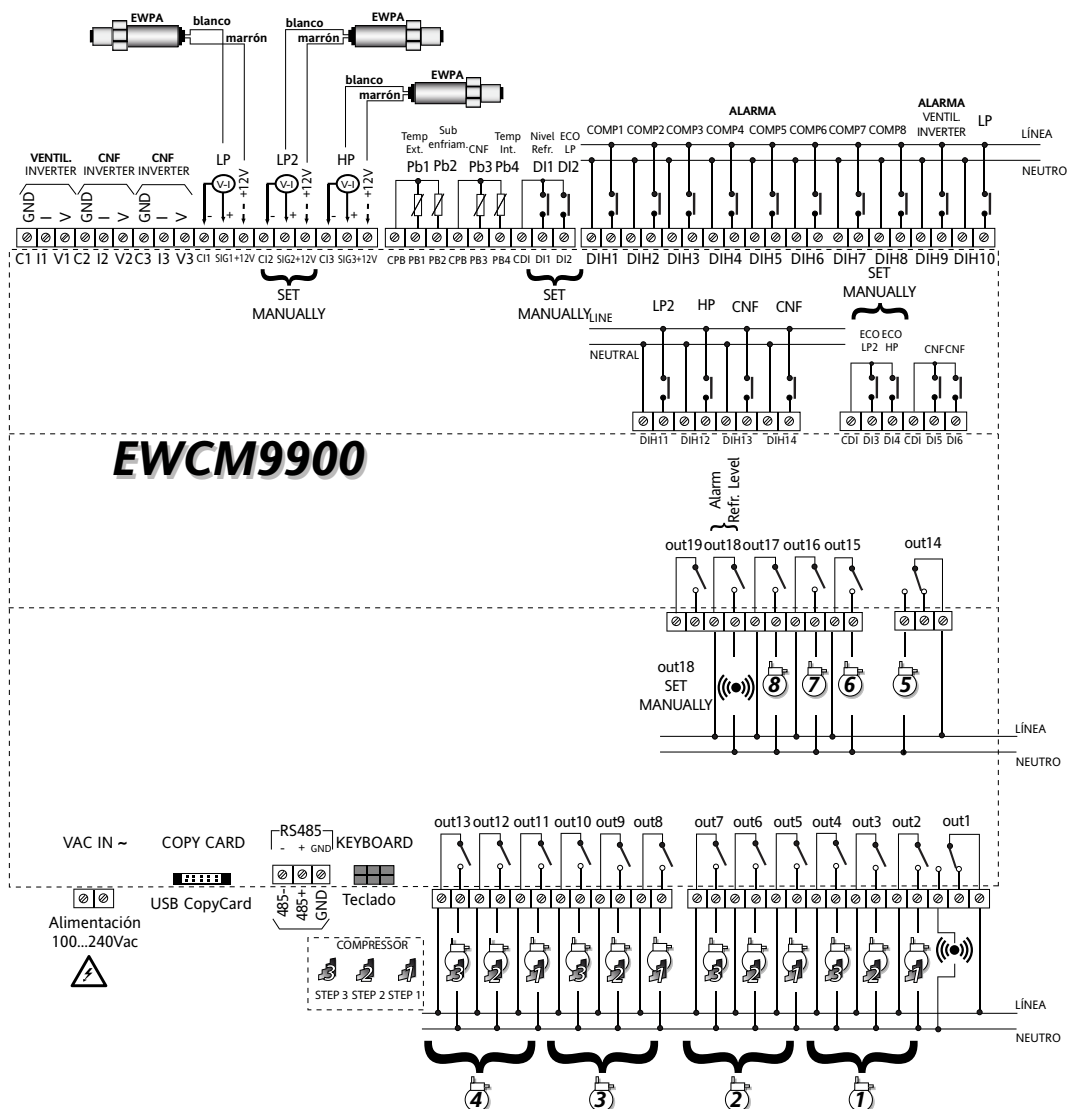 EWPA
blanco
marrón
blanco
marrón
EWPA
blanco
marrón
EWPA
VENTIL.
INVERTER
CNF
INVERTER
CNF
INVERTER
GND
I
V
GND
I
V
GND
I
V
LP
V-I
+12V
- +
LP2
V-I
+12V
- +
HP
V-I
+12V
- +
Temp
Ext.
Pb1
Sub
enfriam.
Pb2
CNF
Pb3
Temp
Int.
Pb4
Nivel
Refr.
DI1
ECO
LP
DI2
ALARMA
COMP1 COMP2 COMP3 COMP4 COMP5 COMP6 COMP7 COMP8
ALARMA
VENTIL.
INVERTER
LP
LÍNEA
NEUTRO
C1 I1 V1 C2 I2 V2 C3 I3 V3 CI1 SIG1 +12V CI2 SIG2 +12V CI3 SIG3 +12V
CPB PB1 PB2 CPB PB3 PB4 CDI DI1 DI2
DIH1 DIH2 DIH3 DIH4 DIH5 DIH6 DIH7 DIH8 DIH9 DIH10
SET
MANUALLY
SET
MANUALLY
SET
MANUALLY
LINE
NEUTRAL
LP2 HP CNF CNF
DIH11 DIH12 DIH13 DIH14
ECO
LP2
ECO
HP
CNF CNF
CDI DI3 DI4 CDI DI5 DI6
EWCM9900
Alarm
Refr. Level
out19 out18 out17 out16 out15 out14
out18
SET
MANUALLY
8 7 6 5
LÍNEA
NEUTRO
VAC IN ~
COPY CARD
RS485
- + GND
KEYBOARD
out13 out12 out11 out10 out9 out8 out7 out6 out5 out4 out3 out2 out1
Alimentación
100...240Vac
USB CopyCard
485-
485+
GND
Teclado
COMPRESSOR
3 2 1
STEP 3 STEP 2 STEP 1
3 2 1 3 2 1 3 2 1 3 2 1
LÍNEA
NEUTRO
4 3 2 1